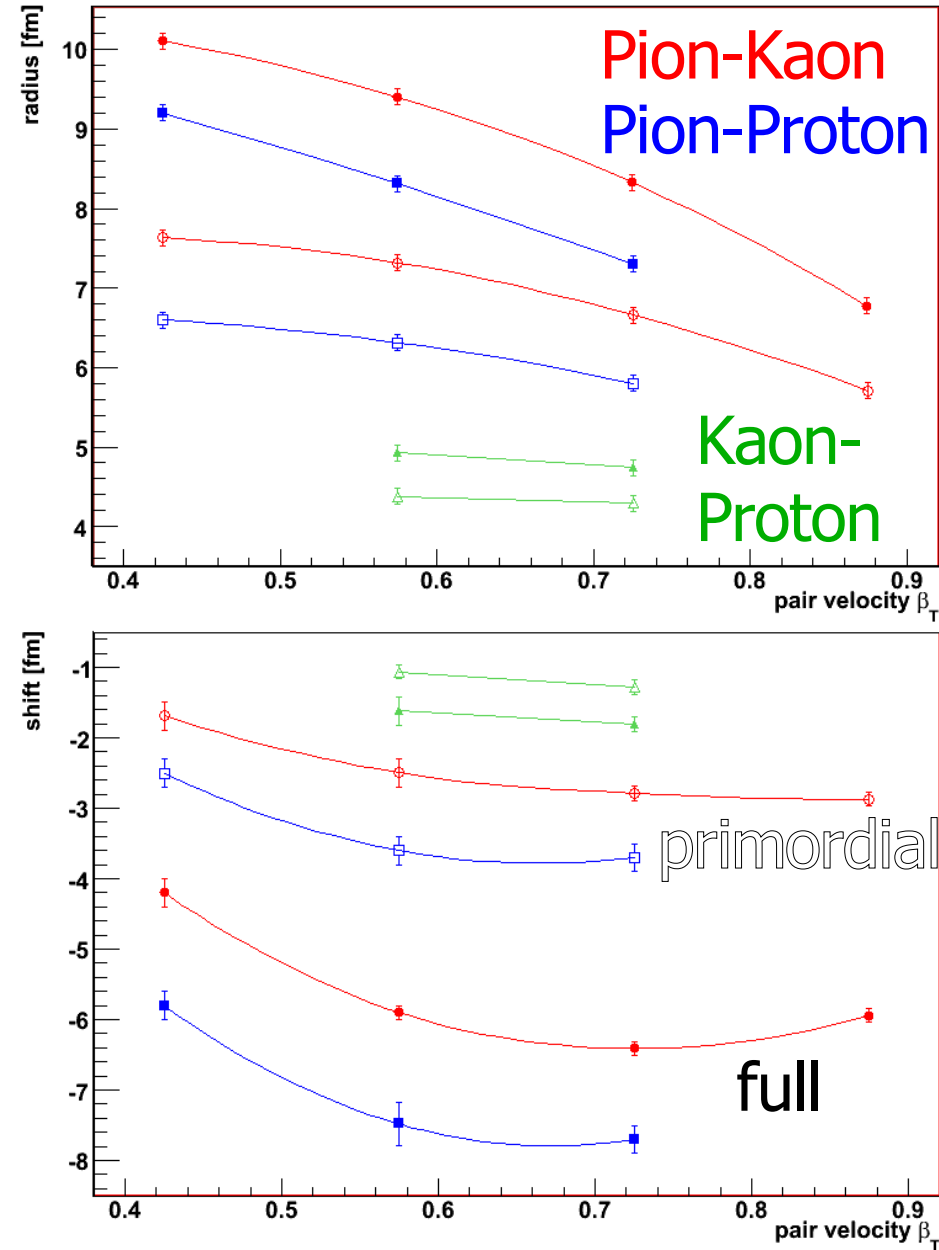 radius [fm]
10
9
8
7
6
5
4
Pion-Kaon
Pion-Proton
Kaon-
Proton
0.4 0.5 0.6 0.7 0.8 0.9
pair velocity β_T
shift [fm]
-1
-2
-3
-4
-5
-6
-7
-8
primordial
full
0.4 0.5 0.6 0.7 0.8 0.9
pair velocity β_T